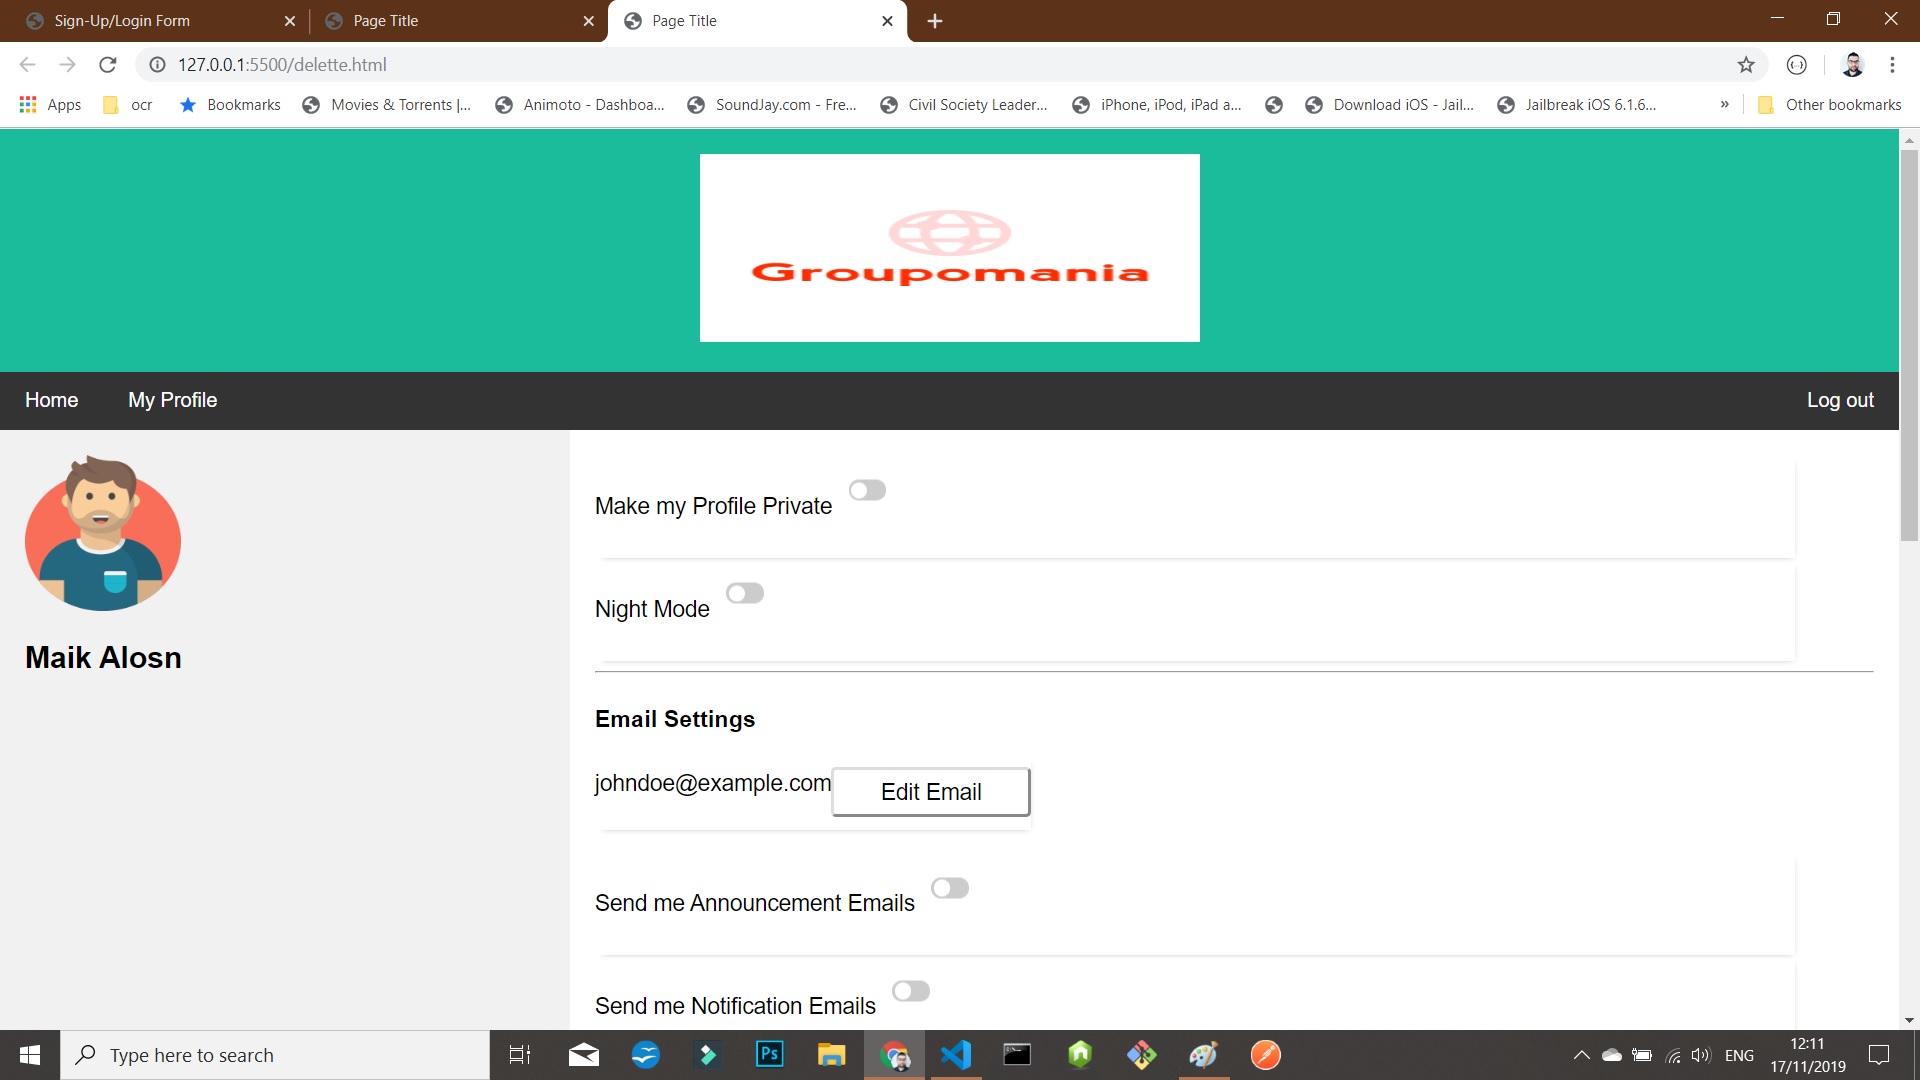 Sign-Up/Login Form
Page Title
Page Title
127.0.0.1:5500/delette.html
Apps
ocr
Bookmarks
Movies & Torrents |...
Animoto - Dashboa...
SoundJay.com - Fre...
Civil Society Leader...
iPhone, iPod, iPad a...
Download iOS - Jail...
Jailbreak iOS 6.1.6...
»
Other bookmarks
Groupomania
Home
My Profile
Log out
Make my Profile Private
Night Mode
Maik Alosn
Email Settings
johndoe@example.com
Edit Email
Send me Announcement Emails
Send me Notification Emails
Type here to search
Ps
ENG
12:11
17/11/2019